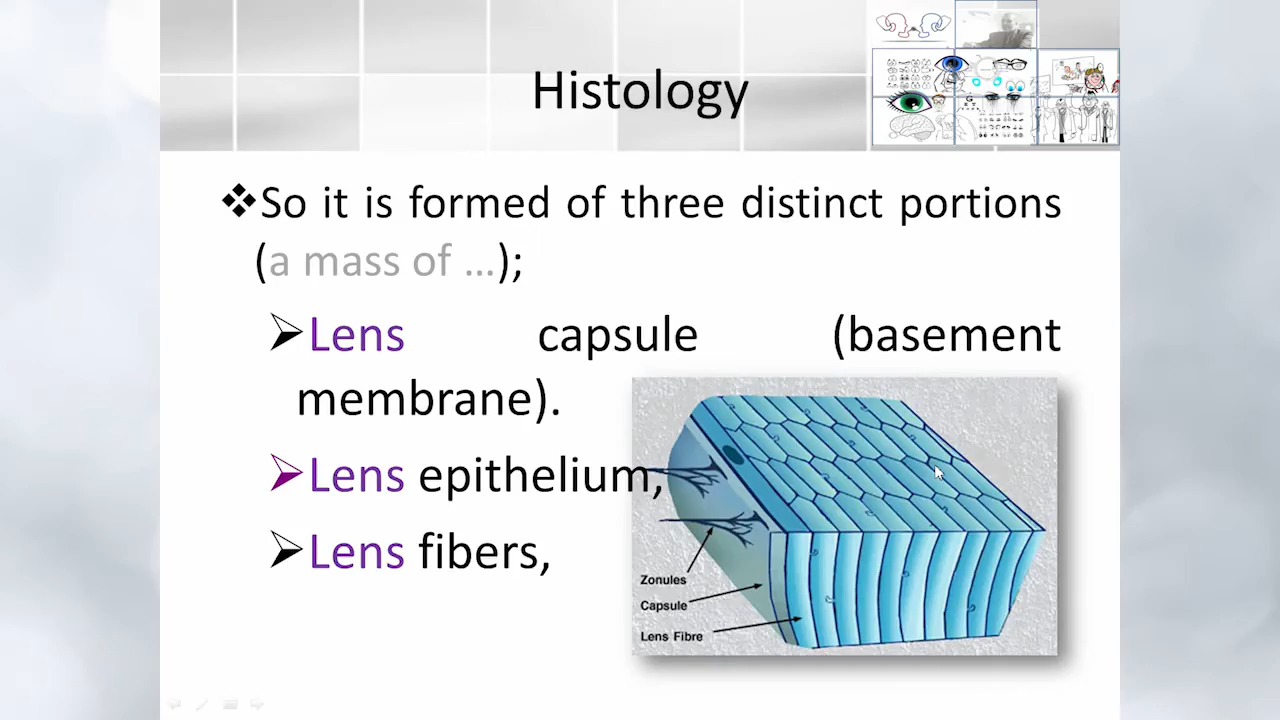 Histology
❖So it is formed of three distinct portions
(a mass of ...);
➢Lens capsule (basement
membrane).
➢Lens epithelium,
➢Lens fibers,
Zonules
Capsule
Lens Fibre